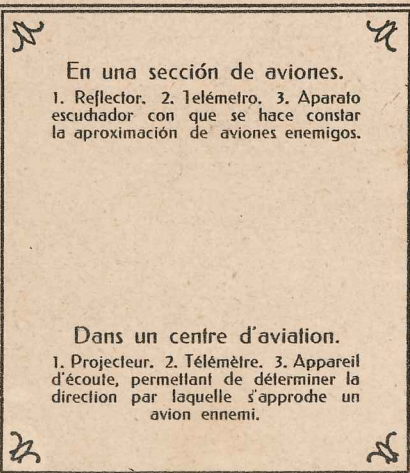 En una sección de aviones.
1. Reflector. 2. Telémetro. 3. Aparato
escuchador con que se hace constar
la aproximación de aviones enemigos.
Dans un centre d'aviation.
1. Projecteur. 2. Télémètre. 3. Appareil
d'écoute, permettant de déterminer la
direction par laquelle s'approche un
avion ennemi.